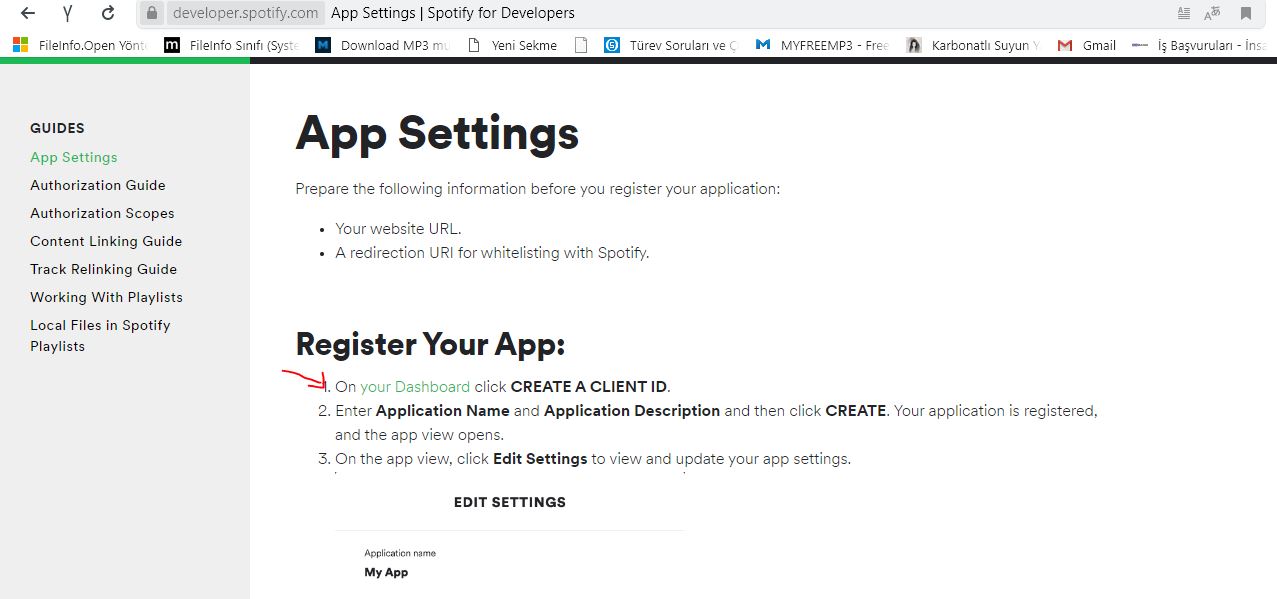 developer.spotify.com App Settings | Spotify for Developers
FileInfo.Open Yönt FileInfo Sınıfı (Syste Download MP3 mu Yeni Sekme Türev Soruları ve Ç MYFREEMP3 - Free Karbonatlı Suyun Y Gmail İş Başvuruları - İnsa
GUIDES
App Settings
Authorization Guide
Authorization Scopes
Content Linking Guide
Track Relinking Guide
Working With Playlists
Local Files in Spotify
Playlists
App Settings
Prepare the following information before you register your application:
• Your website URL.
• A redirection URI for whitelisting with Spotify.
Register Your App:
1. On your Dashboard click CREATE A CLIENT ID.
2. Enter Application Name and Application Description and then click CREATE. Your application is registered,
and the app view opens.
3. On the app view, click Edit Settings to view and update your app settings.
EDIT SETTINGS
Application name
My App